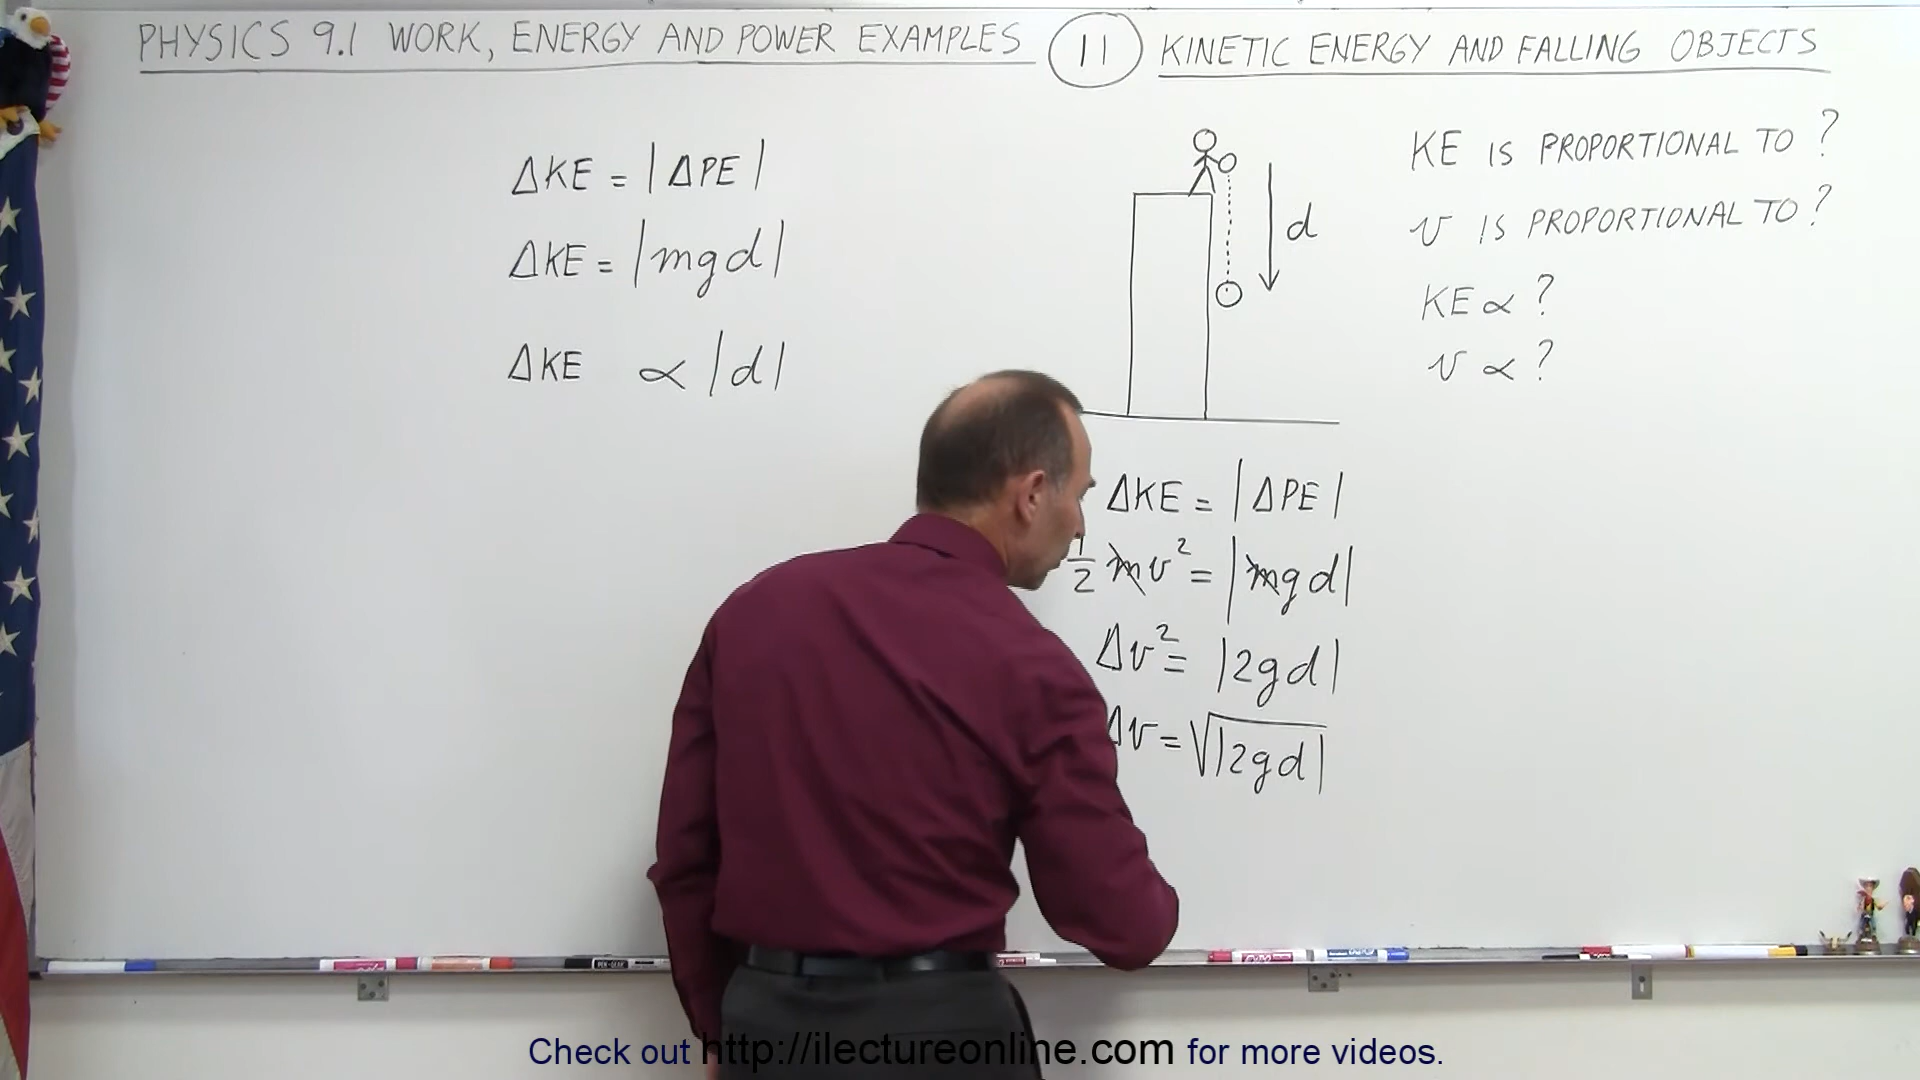 PHYSICS 9.1 WORK, ENERGY AND POWER EXAMPLES 11 KINETIC ENERGY AND FALLING OBJECTS
ΔKE = |ΔPE|
ΔKE = |mgd|
ΔKE ∝ |d|
d
KE IS PROPORTIONAL TO ?
v IS PROPORTIONAL TO ?
KE ∝ ?
v ∝ ?
ΔKE = |ΔPE|
1/2 mv² = |mgd|
Δv² = |2gd|
Δv = √|2gd|
Check out http://ilectureonline.com for more videos.